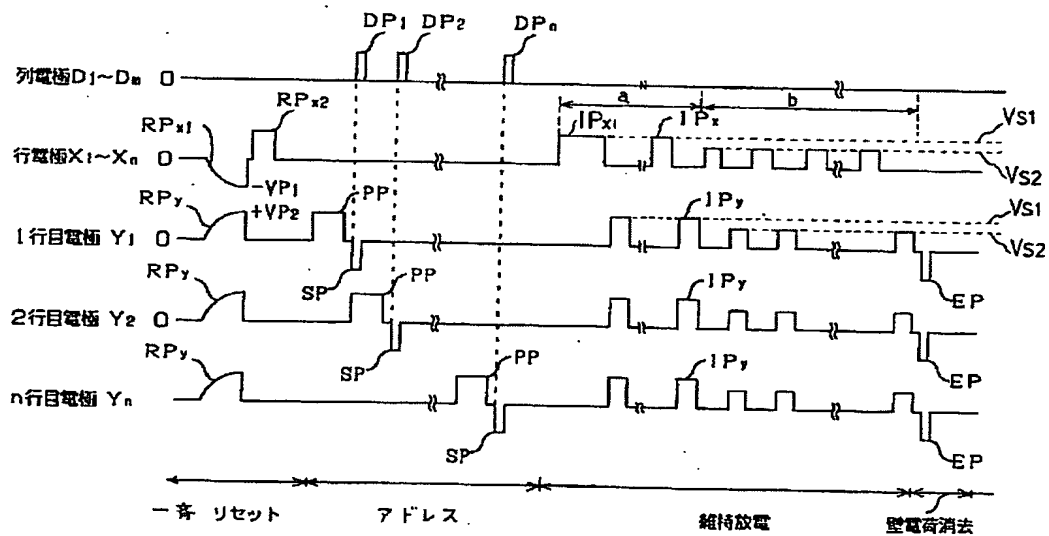 DP1 DP2 DPn
列電極D1~Dm 0
a b
RPx1 RPx2 IPx1 IPx VS1
行電極X1~Xn 0
VS2
-VP1
RPy +VP2 PP IPy VS1
1行目電極 Y1 0
VS2
SP EP
RPy PP IPy
2行目電極 Y2 0
SP EP
RPy PP IPy
n行目電極 Yn
SP EP
一斉 リセット アドレス 維持放電 壁電荷消去